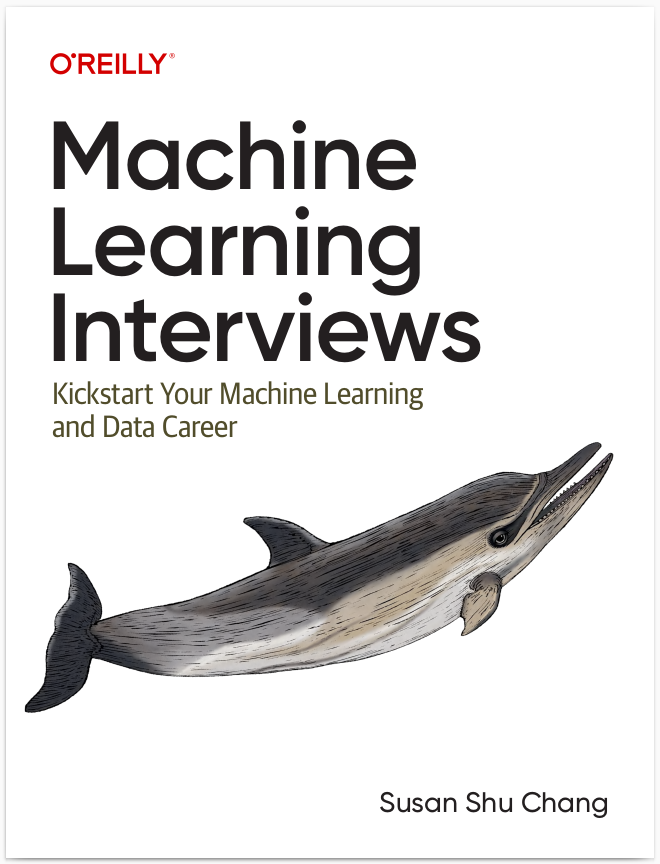 O'REILLY®
Machine
Learning
Interviews
Kickstart Your Machine Learning
and Data Career
Susan Shu Chang